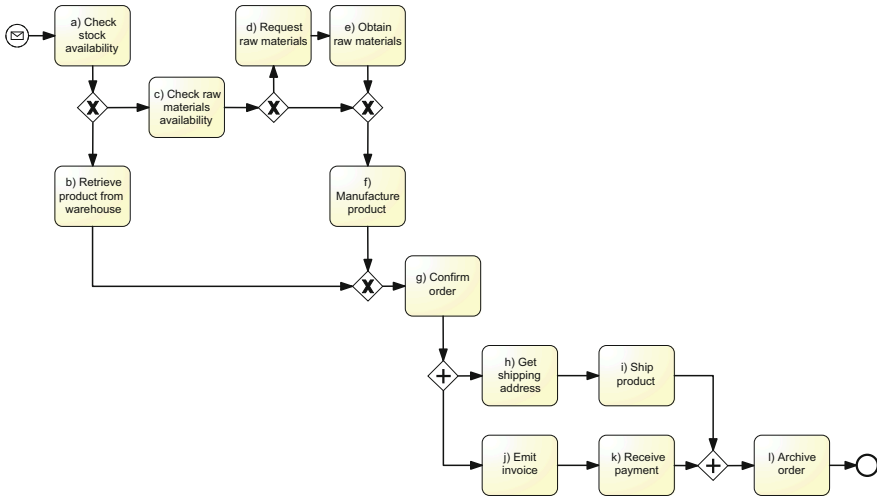 a) Check
stock
availability
d) Request
raw materials
e) Obtain
raw materials
c) Check raw
materials
availability
b) Retrieve
product from
warehouse
f)
Manufacture
product
g) Confirm
order
h) Get
shipping
address
i) Ship
product
j) Emit
invoice
k) Receive
payment
l) Archive
order